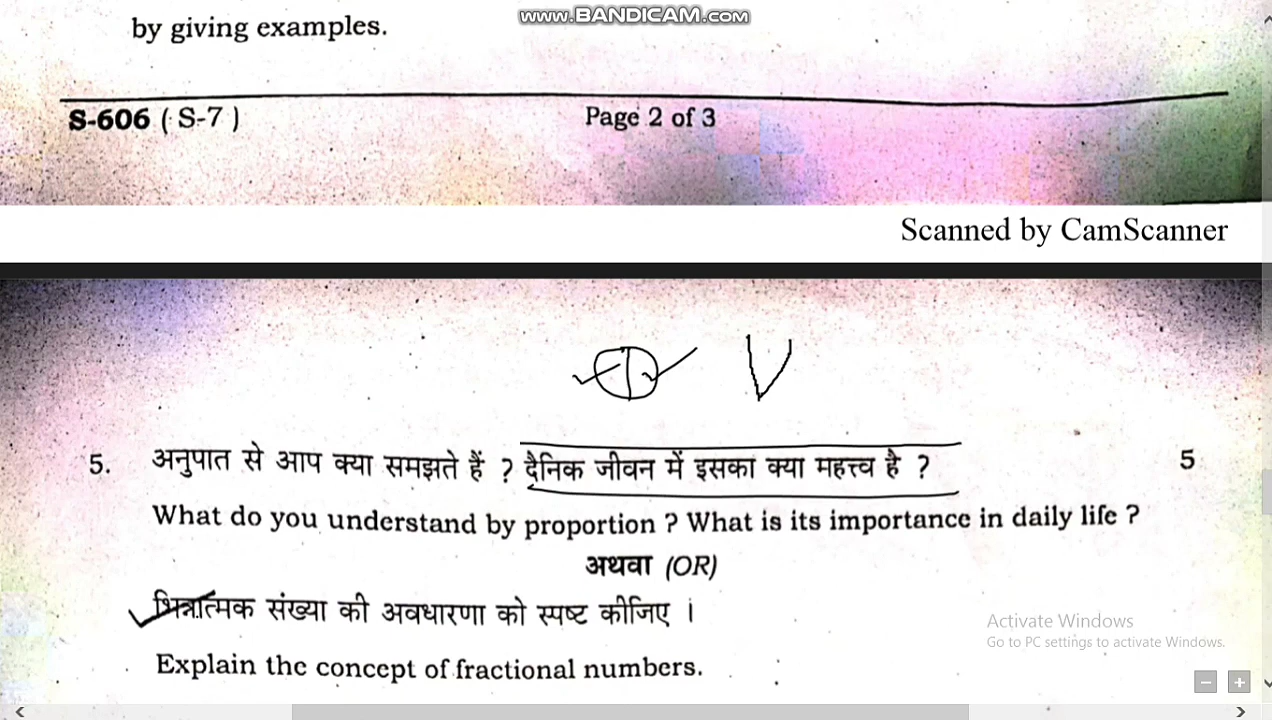 www.BANDICAM.com
by giving examples.
S-606 ( S-7 )
Page 2 of 3
Scanned by CamScanner
5. अनुपात से आप क्या समझते हैं ? दैनिक जीवन में इसका क्या महत्त्व है ? 5
What do you understand by proportion ? What is its importance in daily life ?
अथवा (OR)
भिन्नात्मक संख्या की अवधारणा को स्पष्ट कीजिए ।
Explain the concept of fractional numbers.
Activate Windows
Go to PC settings to activate Windows.